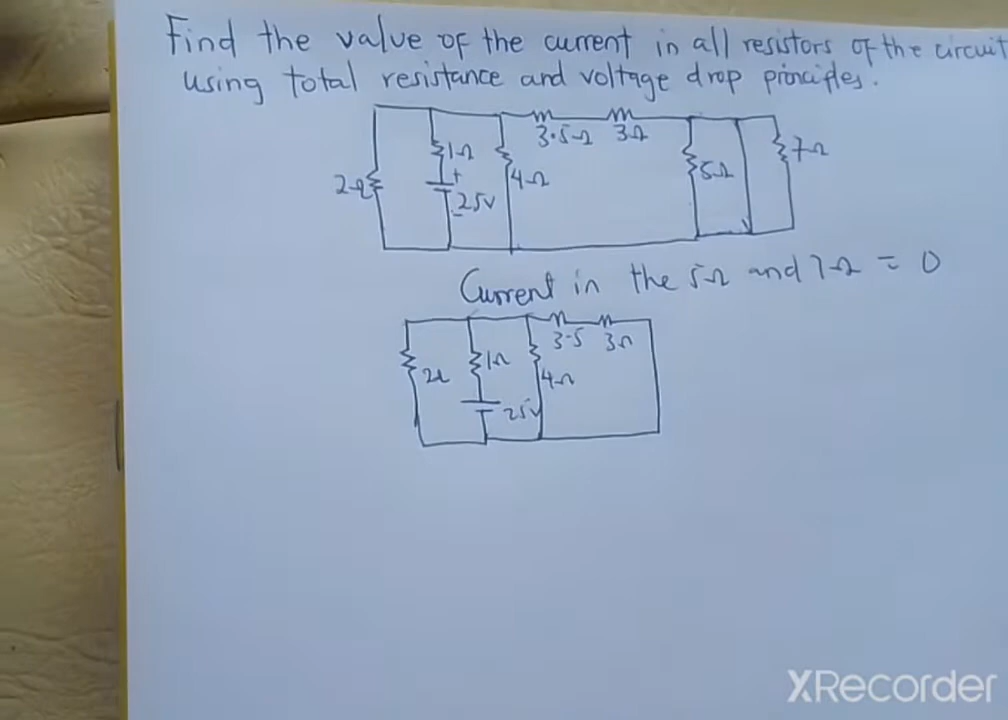 Find the value of the current in all resistors of the circuit
using total resistance and voltage drop principles.
3.5Ω 3Ω
1Ω 7Ω
2Ω + 4Ω 5Ω
25V
-
Current in the 5Ω and 7Ω = 0
3.5 3Ω
2Ω 1Ω 4Ω
25V
XRecorder